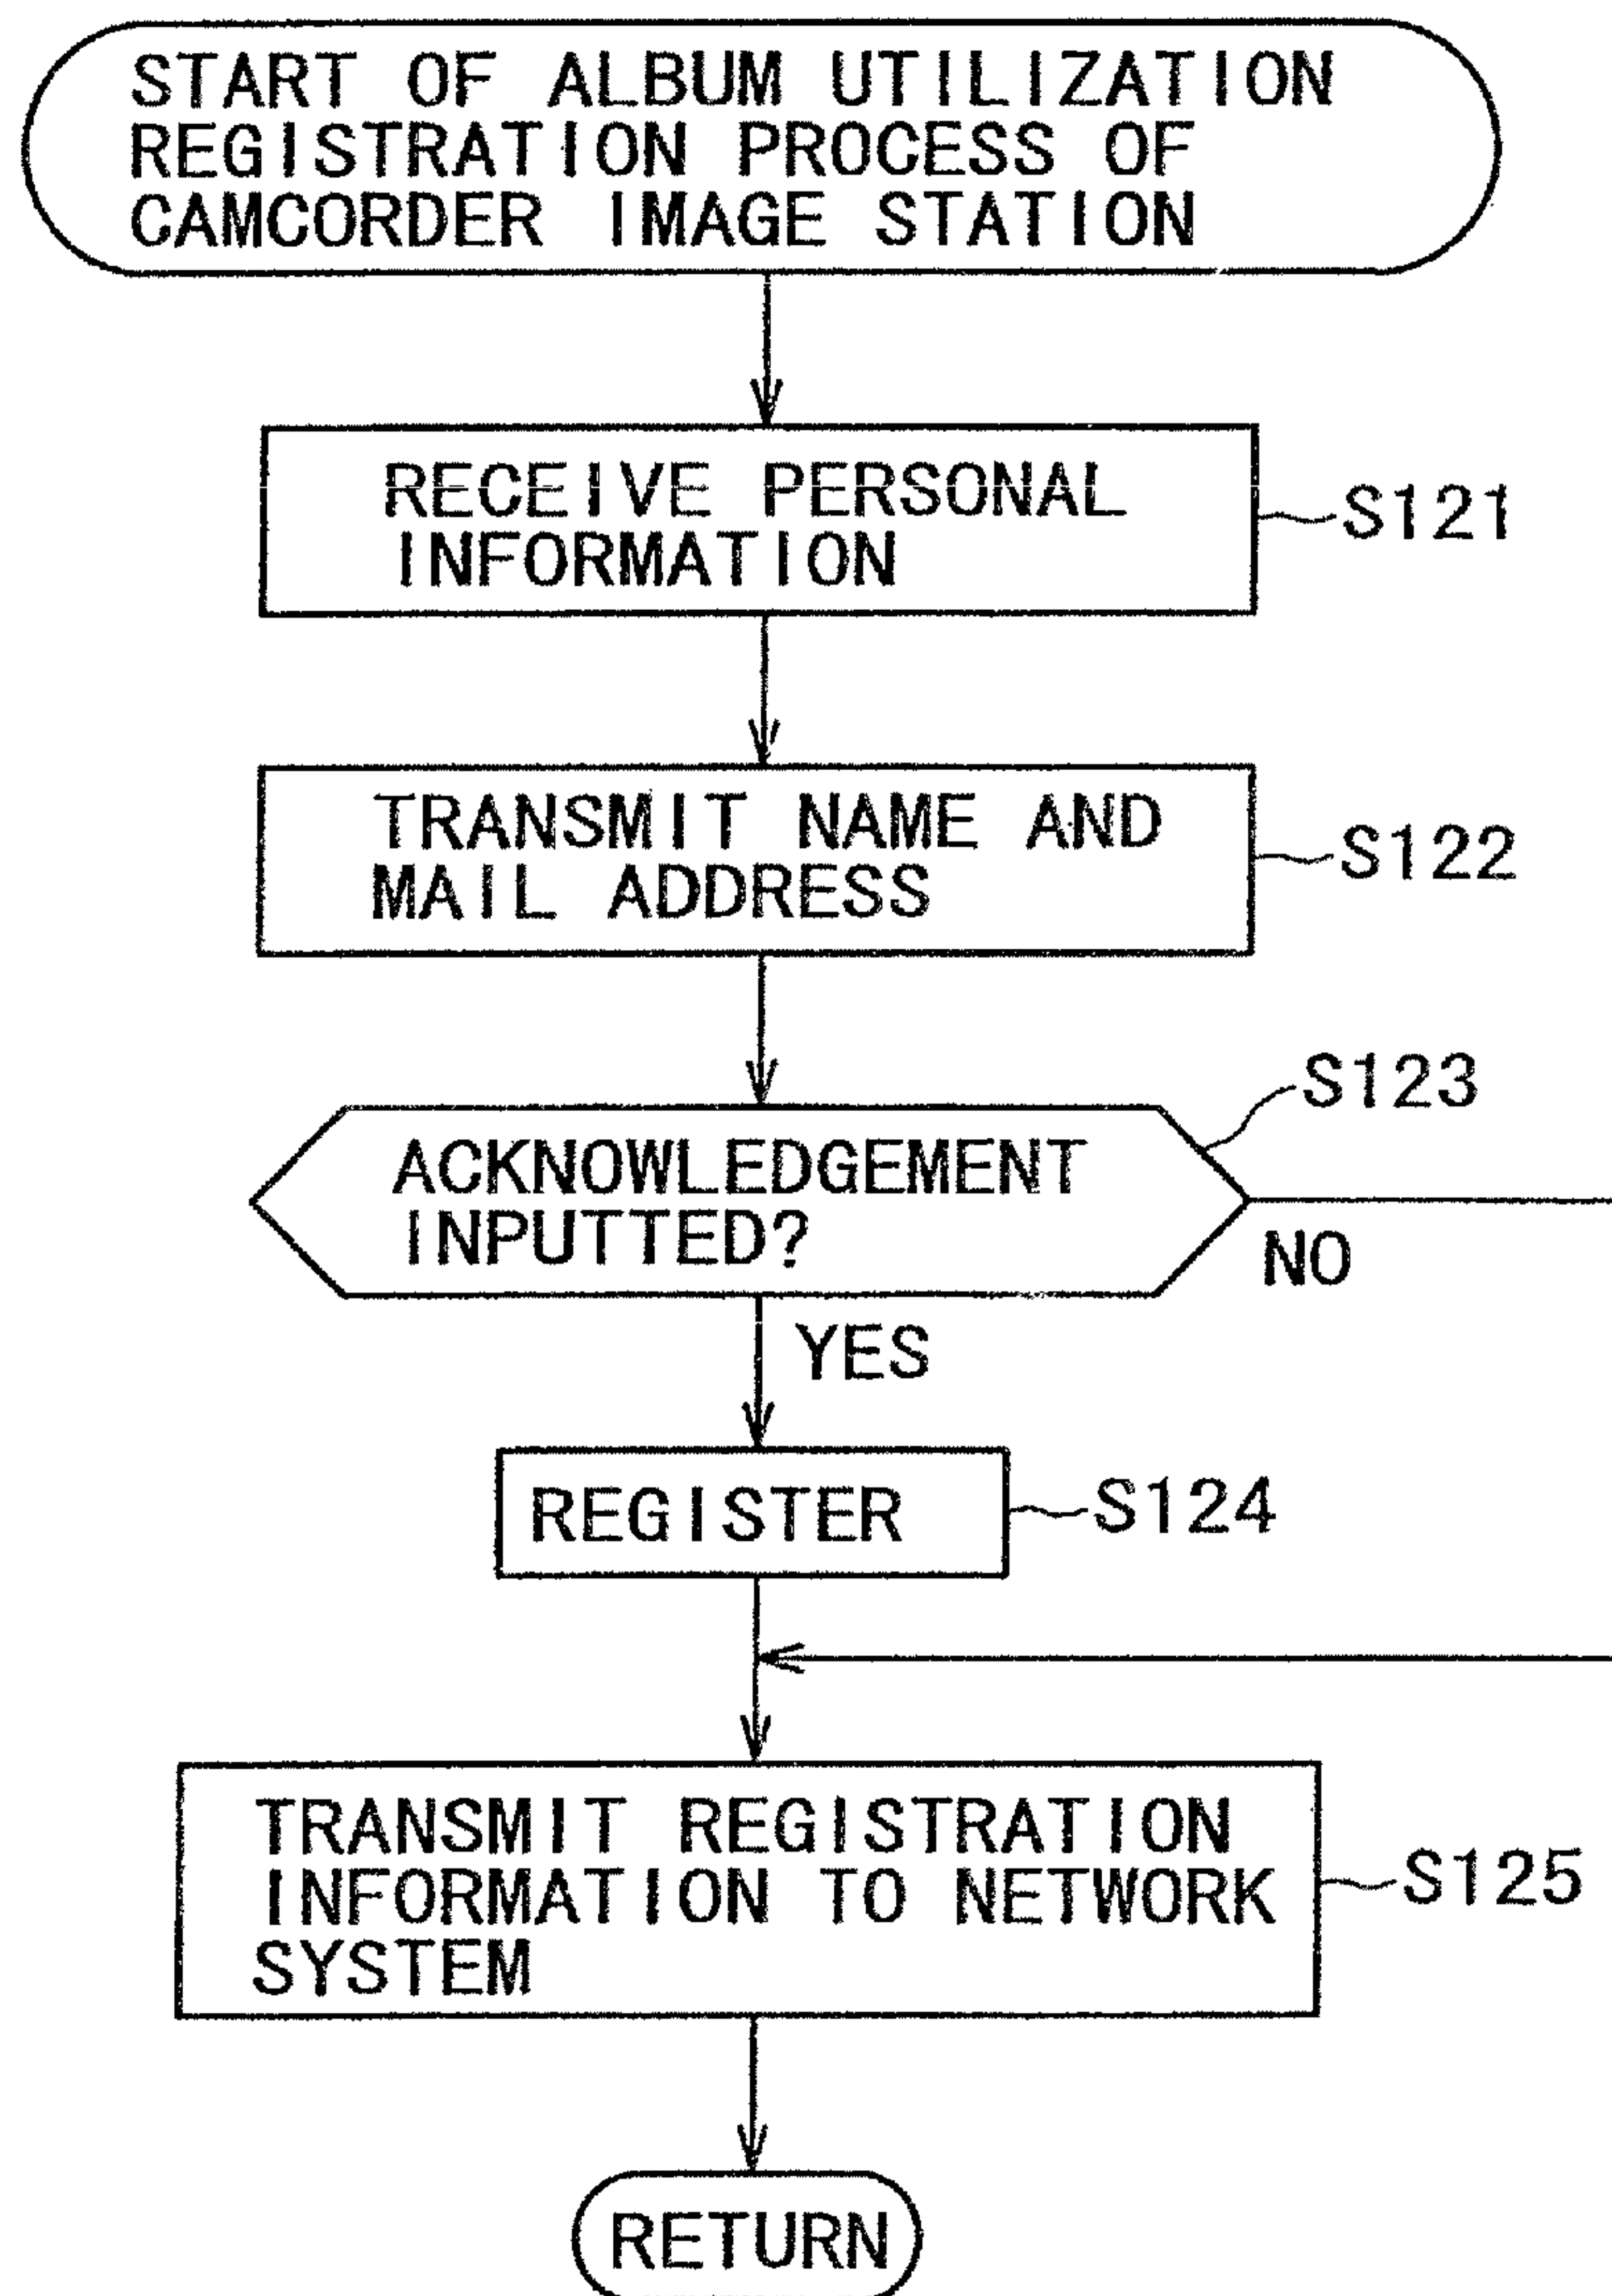 START OF ALBUM UTILIZATION
REGISTRATION PROCESS OF
CAMCORDER IMAGE STATION
RECEIVE PERSONAL
INFORMATION
S121
TRANSMIT NAME AND
MAIL ADDRESS
S122
S123
ACKNOWLEDGEMENT
INPUTTED?
NO
YES
REGISTER
S124
TRANSMIT REGISTRATION
INFORMATION TO NETWORK
SYSTEM
S125
RETURN